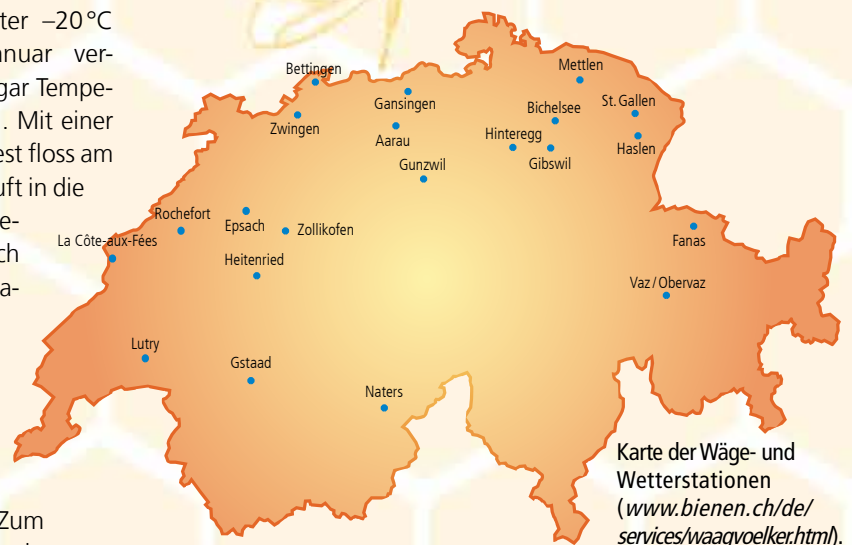 ter –20 °C
anuar ver-
gar Tempe-
. Mit einer
est floss am
uft in die
e-
ch
a-
Zum
Bettingen
Zwingen
Gansingen
Aarau
Gunzwil
Mettlen
Bichelsee
St. Gallen
Hinteregg
Gibswil
Haslen
Rochefort
Epsach
Zollikofen
La Côte-aux-Fées
Heitenried
Fanas
Vaz / Obervaz
Lutry
Gstaad
Naters
Karte der Wäge- und
Wetterstationen
(www.bienen.ch/de/
services/waagvoelker.html).